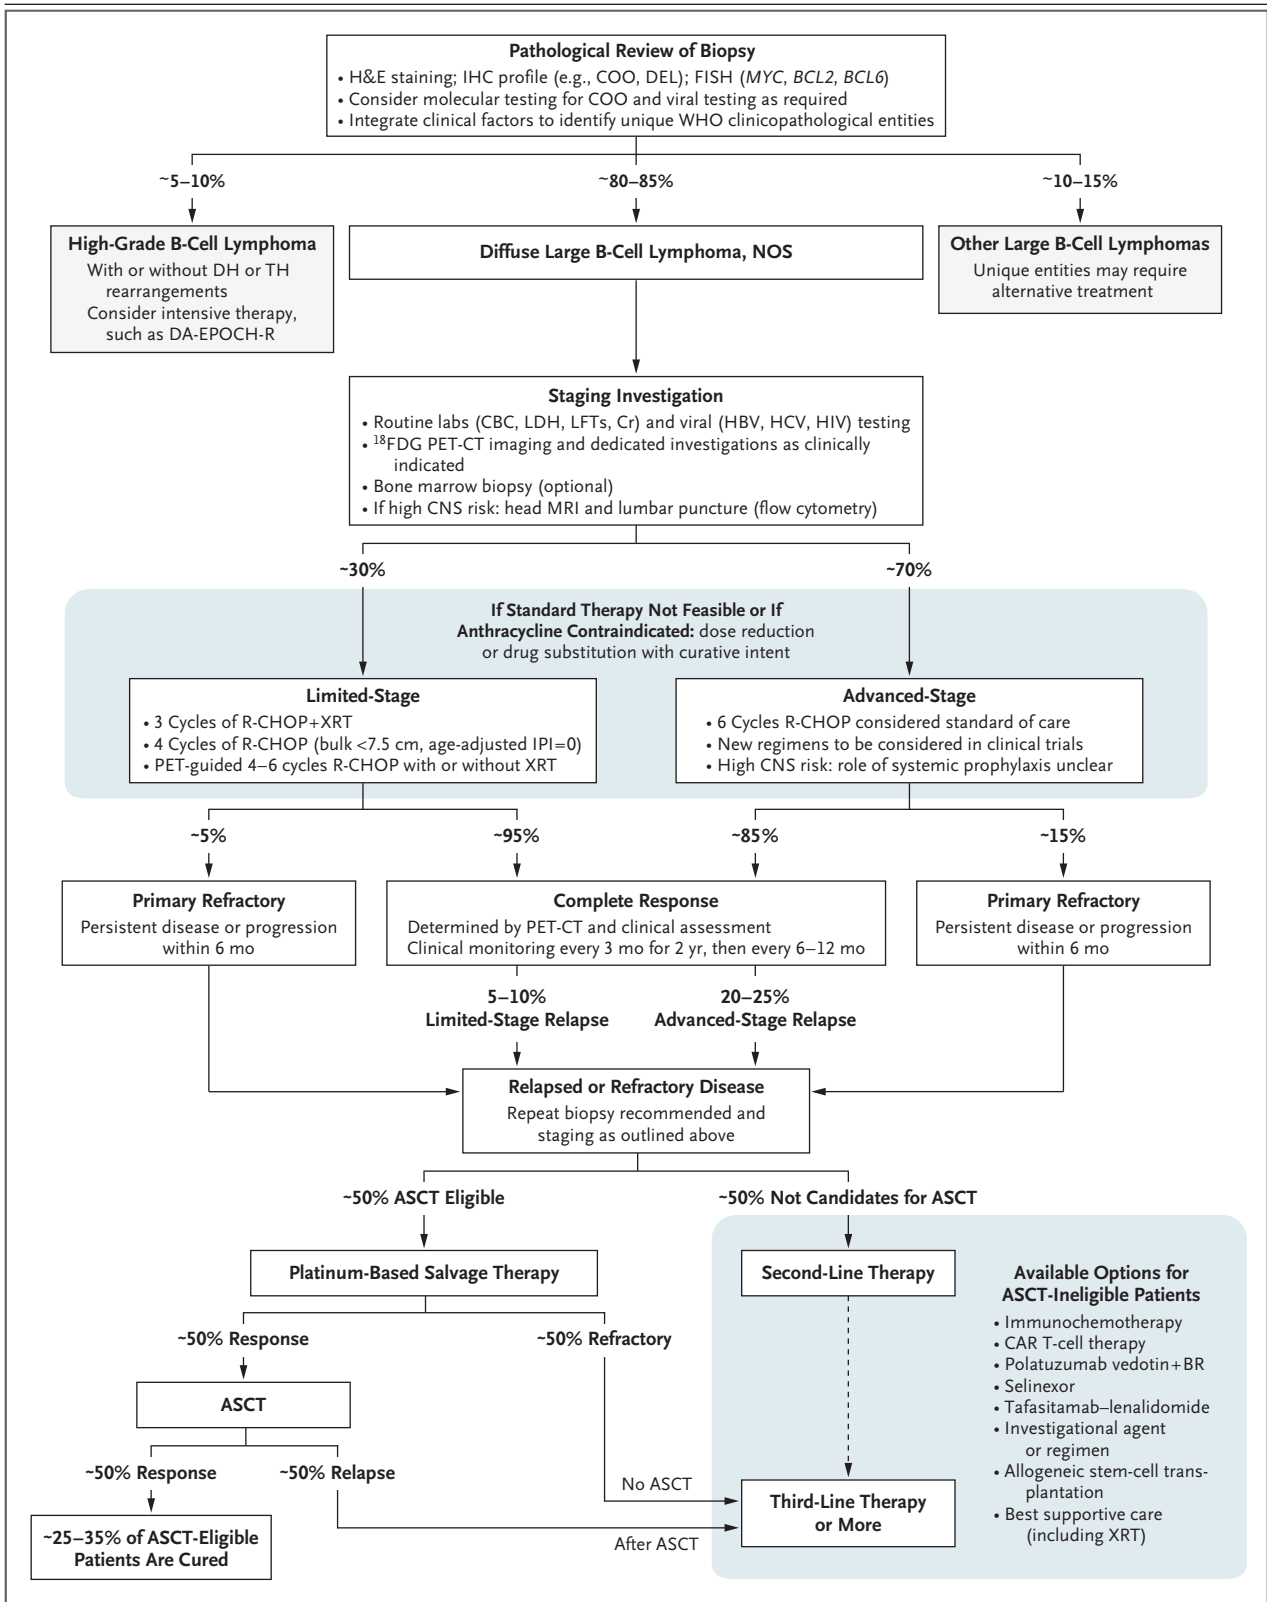 Pathological Review of Biopsy
• H&E staining; IHC profile (e.g., COO, DEL); FISH (MYC, BCL2, BCL6)
• Consider molecular testing for COO and viral testing as required
• Integrate clinical factors to identify unique WHO clinicopathological entities
~5–10%
~80–85%
~10–15%
High-Grade B-Cell Lymphoma
With or without DH or TH
rearrangements
Consider intensive therapy,
such as DA-EPOCH-R
Diffuse Large B-Cell Lymphoma, NOS
Other Large B-Cell Lymphomas
Unique entities may require
alternative treatment
Staging Investigation
• Routine labs (CBC, LDH, LFTs, Cr) and viral (HBV, HCV, HIV) testing
• ¹⁸FDG PET-CT imaging and dedicated investigations as clinically
indicated
• Bone marrow biopsy (optional)
• If high CNS risk: head MRI and lumbar puncture (flow cytometry)
~30%
~70%
If Standard Therapy Not Feasible or If
Anthracycline Contraindicated: dose reduction
or drug substitution with curative intent
Limited-Stage
• 3 Cycles of R-CHOP+XRT
• 4 Cycles of R-CHOP (bulk <7.5 cm, age-adjusted IPI=0)
• PET-guided 4–6 cycles R-CHOP with or without XRT
Advanced-Stage
• 6 Cycles R-CHOP considered standard of care
• New regimens to be considered in clinical trials
• High CNS risk: role of systemic prophylaxis unclear
~5%
~95%
~85%
~15%
Primary Refractory
Persistent disease or progression
within 6 mo
Complete Response
Determined by PET-CT and clinical assessment
Clinical monitoring every 3 mo for 2 yr, then every 6–12 mo
Primary Refractory
Persistent disease or progression
within 6 mo
5–10%
Limited-Stage Relapse
20–25%
Advanced-Stage Relapse
Relapsed or Refractory Disease
Repeat biopsy recommended and
staging as outlined above
~50% ASCT Eligible
~50% Not Candidates for ASCT
Platinum-Based Salvage Therapy
Second-Line Therapy
Available Options for
ASCT-Ineligible Patients
• Immunochemotherapy
• CAR T-cell therapy
• Polatuzumab vedotin+BR
• Selinexor
• Tafasitamab–lenalidomide
• Investigational agent
or regimen
• Allogeneic stem-cell trans-
plantation
• Best supportive care
(including XRT)
~50% Response
~50% Refractory
ASCT
~50% Response
~50% Relapse
No ASCT
After ASCT
Third-Line Therapy
or More
~25–35% of ASCT-Eligible
Patients Are Cured